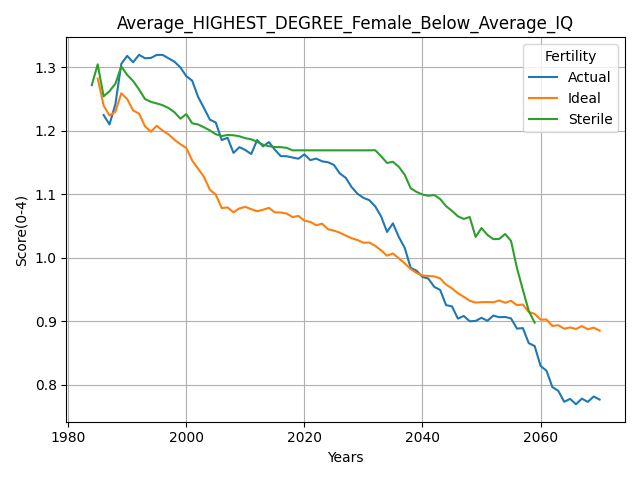 Average_HIGHEST_DEGREE_Female_Below_Average_IQ
Fertility
Actual
Ideal
Sterile
Score(0-4)
1.3
1.2
1.1
1.0
0.9
0.8
1980
2000
2020
2040
2060
Years